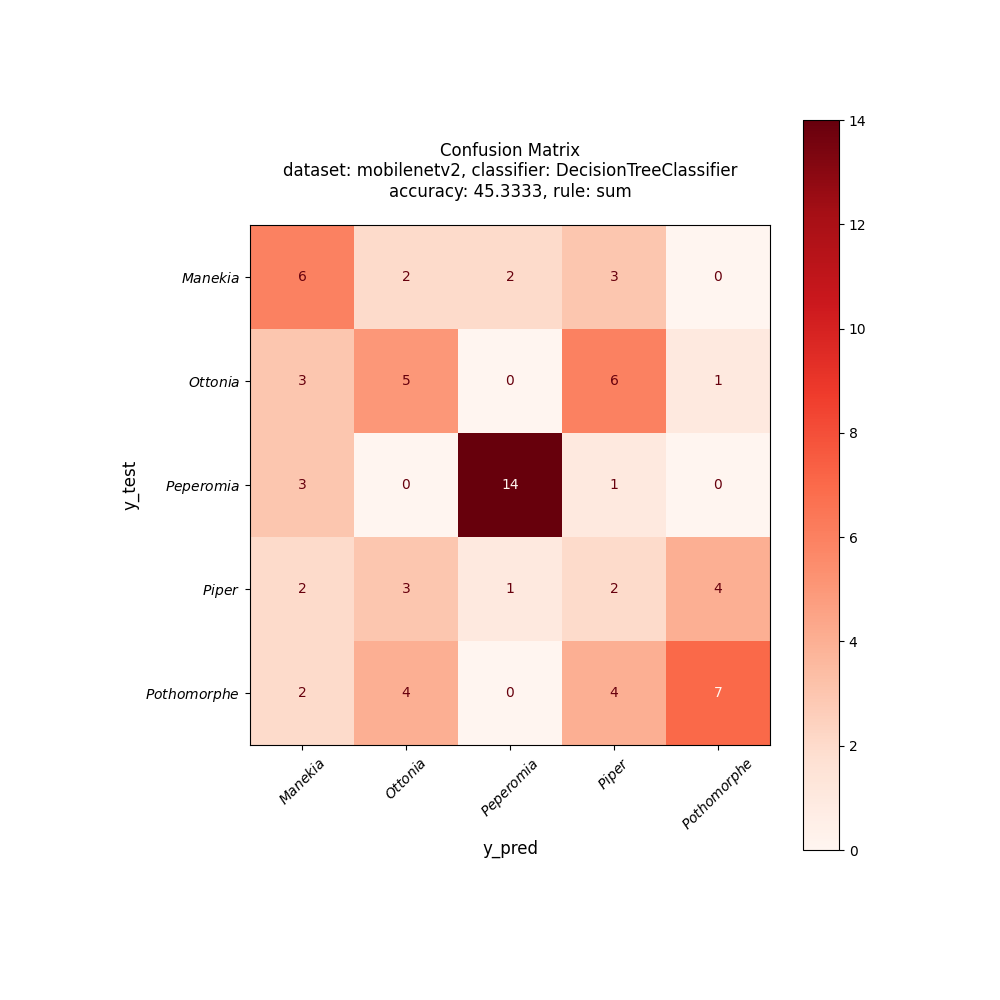 Confusion Matrix
dataset: mobilenetv2, classifier: DecisionTreeClassifier
accuracy: 45.3333, rule: sum
Manekia 6 2 2 3 0
Ottonia 3 5 0 6 1
Peperomia 3 0 14 1 0
Piper 2 3 1 2 4
Pothomorphe 2 4 0 4 7
Manekia Ottonia Peperomia Piper Pothomorphe
y_pred
y_test
14
12
10
8
6
4
2
0